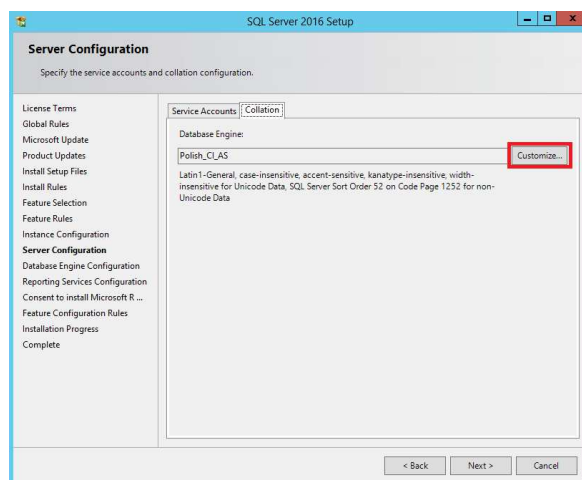 SQL Server 2016 Setup
Server Configuration
Specify the service accounts and collation configuration.
License Terms
Global Rules
Microsoft Update
Product Updates
Install Setup Files
Install Rules
Feature Selection
Feature Rules
Instance Configuration
Server Configuration
Database Engine Configuration
Reporting Services Configuration
Consent to install Microsoft R ...
Feature Configuration Rules
Installation Progress
Complete
Service Accounts Collation
Database Engine:
Polish_CI_AS Customize...
Latin1-General, case-insensitive, accent-sensitive, kanatype-insensitive, width-
insensitive for Unicode Data, SQL Server Sort Order 52 on Code Page 1252 for non-
Unicode Data
< Back Next > Cancel